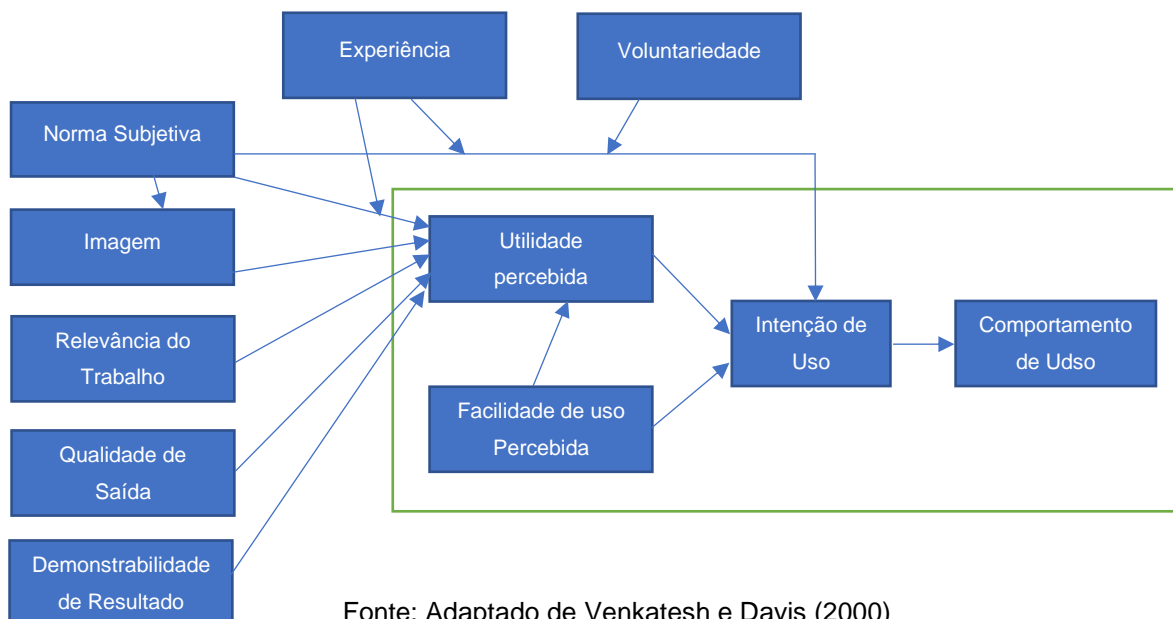 Experiência
Voluntariedade
Norma Subjetiva
Imagem
Utilidade
percebida
Relevância do
Trabalho
Intenção de
Uso
Comportamento
de Udso
Facilidade de uso
Percebida
Qualidade de
Saída
Demonstrabilidade
de Resultado
Fonte: Adaptado de Venkatesh e Davis (2000)